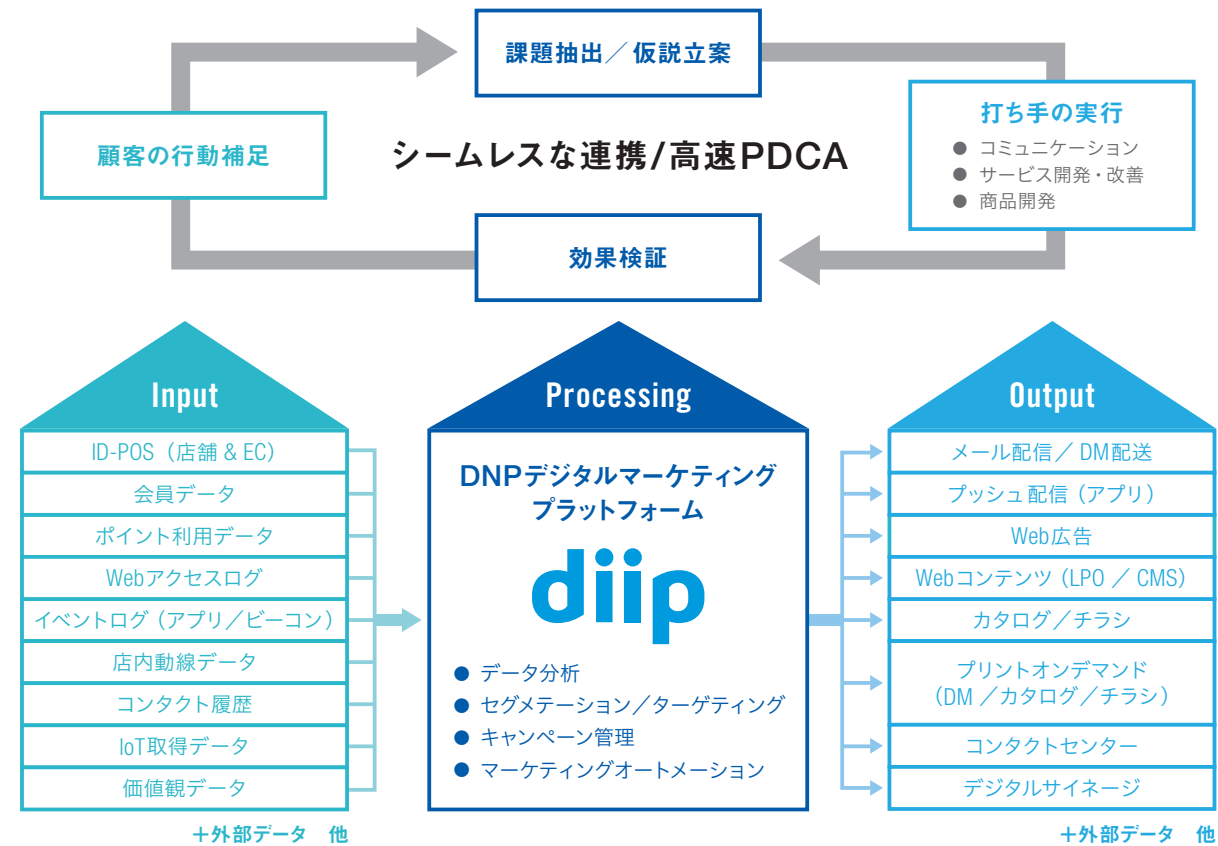 課題抽出／仮説立案
顧客の行動補足
シームレスな連携/高速PDCA
打ち手の実行
● コミュニケーション
● サービス開発・改善
● 商品開発
効果検証
Input
ID-POS（店舗 & EC）
会員データ
ポイント利用データ
Webアクセスログ
イベントログ（アプリ／ビーコン）
店内動線データ
コンタクト履歴
IoT取得データ
価値観データ
＋外部データ　他
Processing
DNPデジタルマーケティング
プラットフォーム
diip
● データ分析
● セグメテーション／ターゲティング
● キャンペーン管理
● マーケティングオートメーション
Output
メール配信／DM配送
プッシュ配信（アプリ）
Web広告
Webコンテンツ（LPO ／ CMS）
カタログ／チラシ
プリントオンデマンド
（DM ／カタログ／チラシ）
コンタクトセンター
デジタルサイネージ
＋外部データ　他